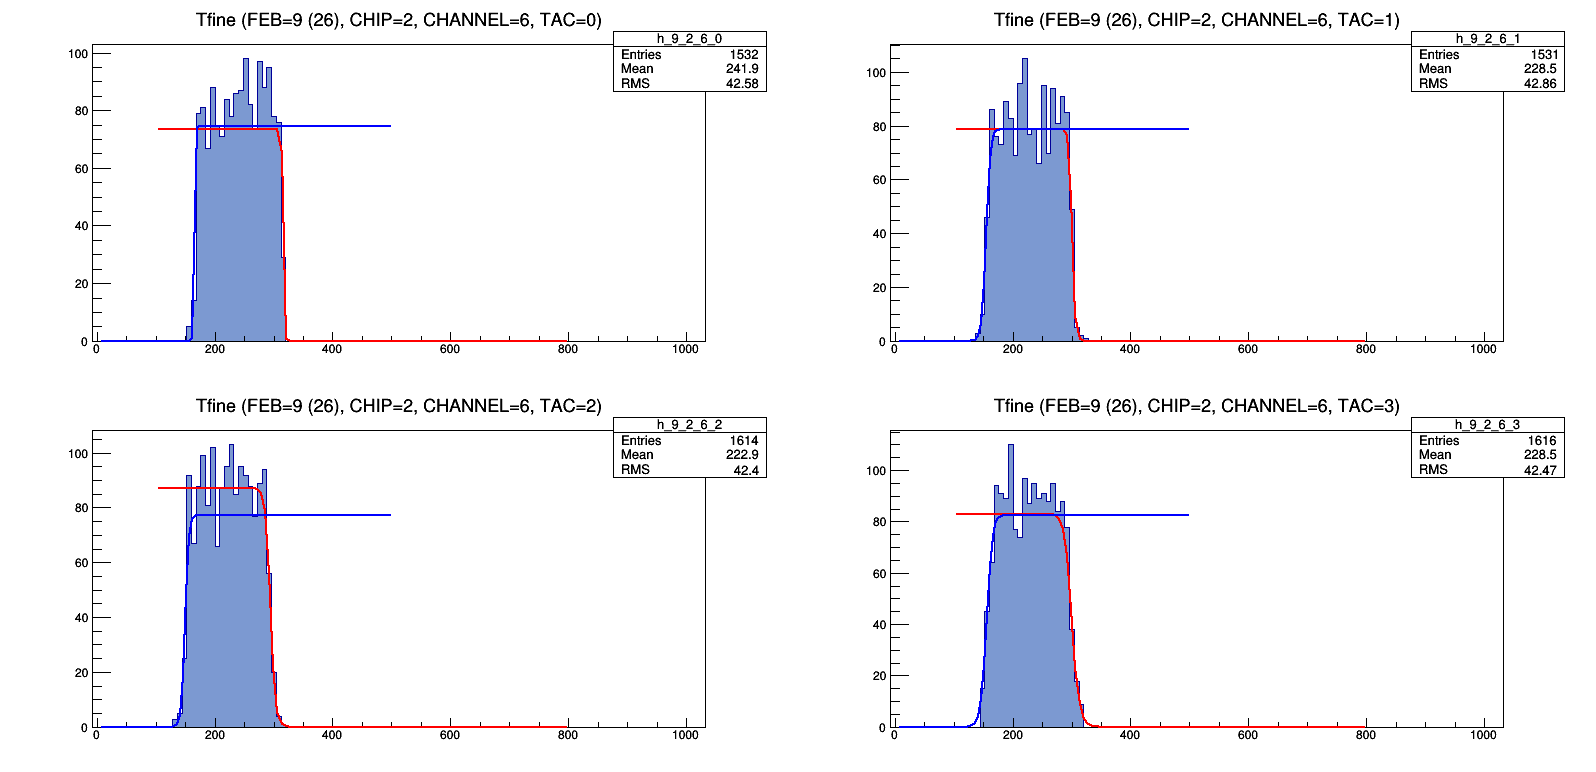 Tfine (FEB=9 (26), CHIP=2, CHANNEL=6, TAC=0)
h_9_2_6_0
Entries 1532
Mean 241.9
RMS 42.58
100
80
60
40
20
0
0 200 400 600 800 1000
Tfine (FEB=9 (26), CHIP=2, CHANNEL=6, TAC=1)
h_9_2_6_1
Entries 1531
Mean 228.5
RMS 42.86
100
80
60
40
20
0
0 200 400 600 800 1000
Tfine (FEB=9 (26), CHIP=2, CHANNEL=6, TAC=2)
h_9_2_6_2
Entries 1614
Mean 222.9
RMS 42.4
100
80
60
40
20
0
0 200 400 600 800 1000
Tfine (FEB=9 (26), CHIP=2, CHANNEL=6, TAC=3)
h_9_2_6_3
Entries 1616
Mean 228.5
RMS 42.47
100
80
60
40
20
0
0 200 400 600 800 1000